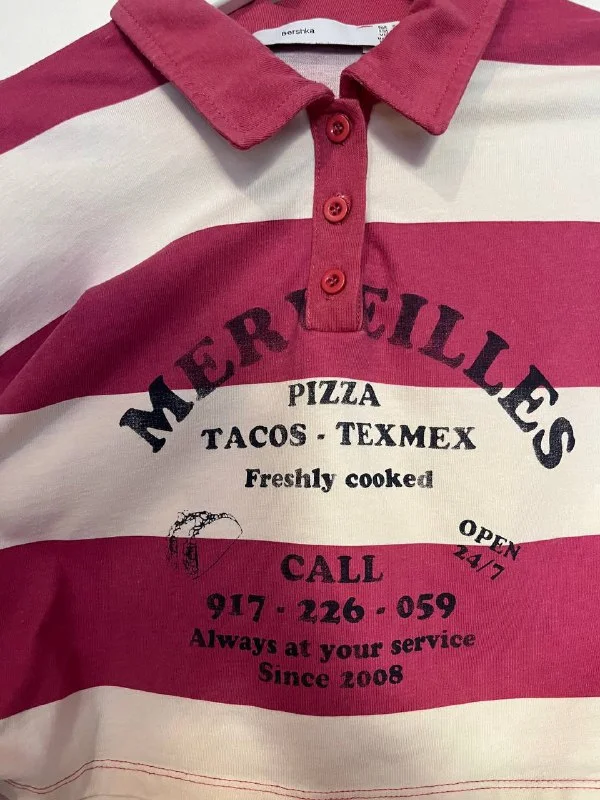 Bershka
MERVEILLES
PIZZA
TACOS - TEXMEX
Freshly cooked
OPEN
24/7
CALL
917 - 226 - 059
Always at your service
Since 2008